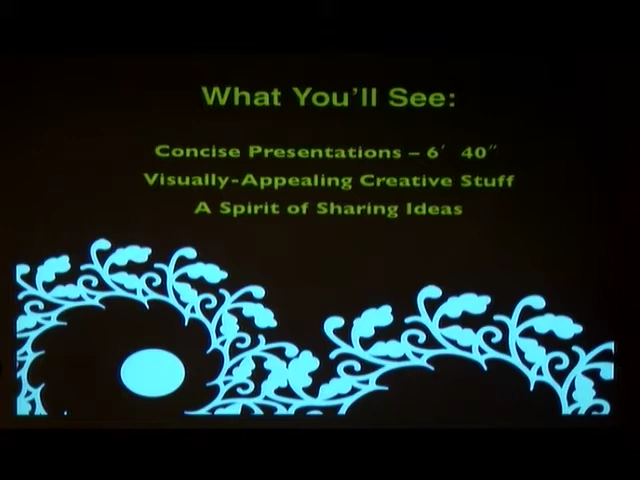 What You'll See:
Concise Presentations – 6′ 40″
Visually-Appealing Creative Stuff
A Spirit of Sharing Ideas